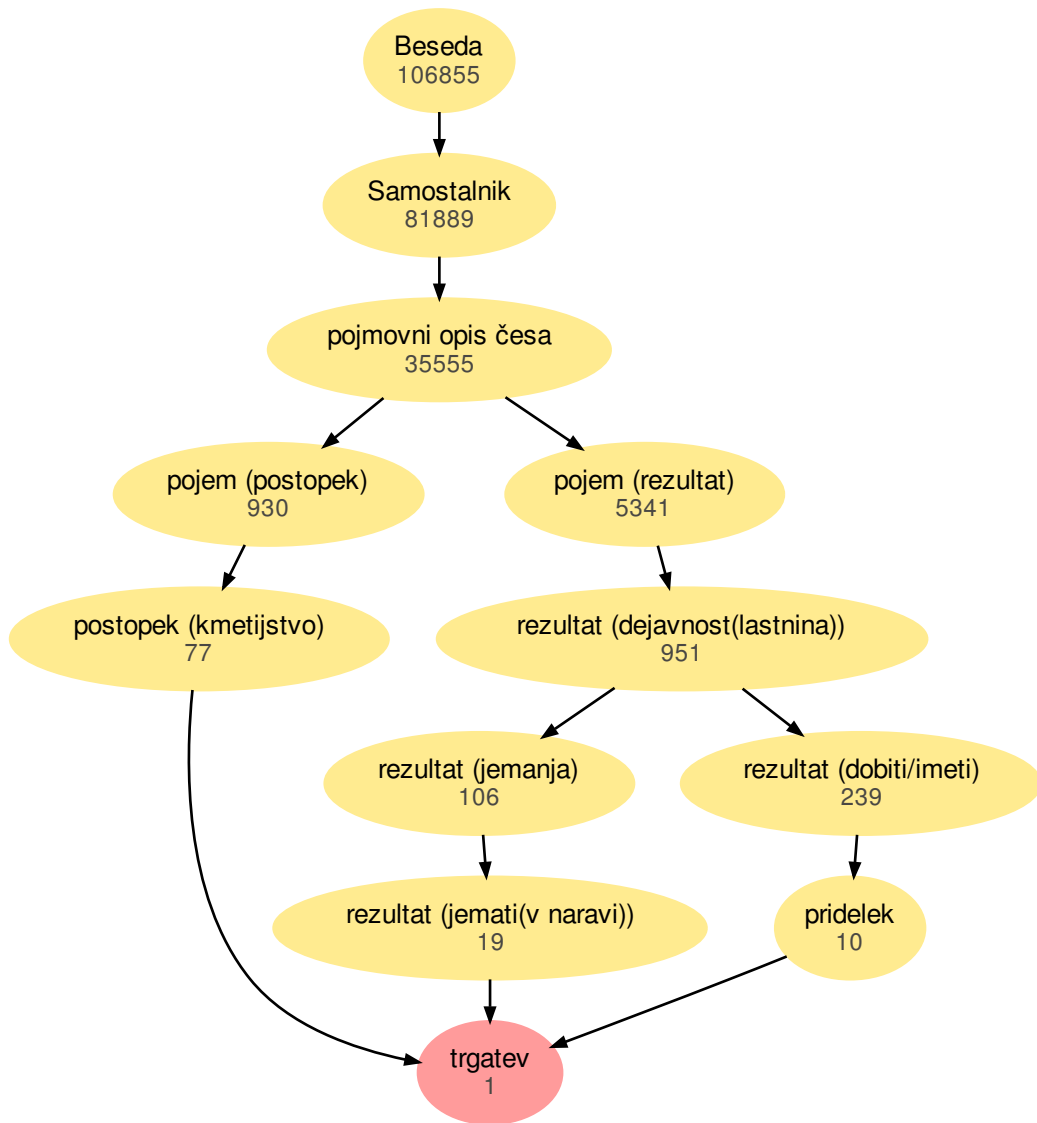 Beseda
106855
Samostalnik
81889
pojmovni opis česa
35555
pojem (postopek)
930
pojem (rezultat)
5341
postopek (kmetijstvo)
77
rezultat (dejavnost(lastnina))
951
rezultat (jemanja)
106
rezultat (dobiti/imeti)
239
rezultat (jemati(v naravi))
19
pridelek
10
trgatev
1